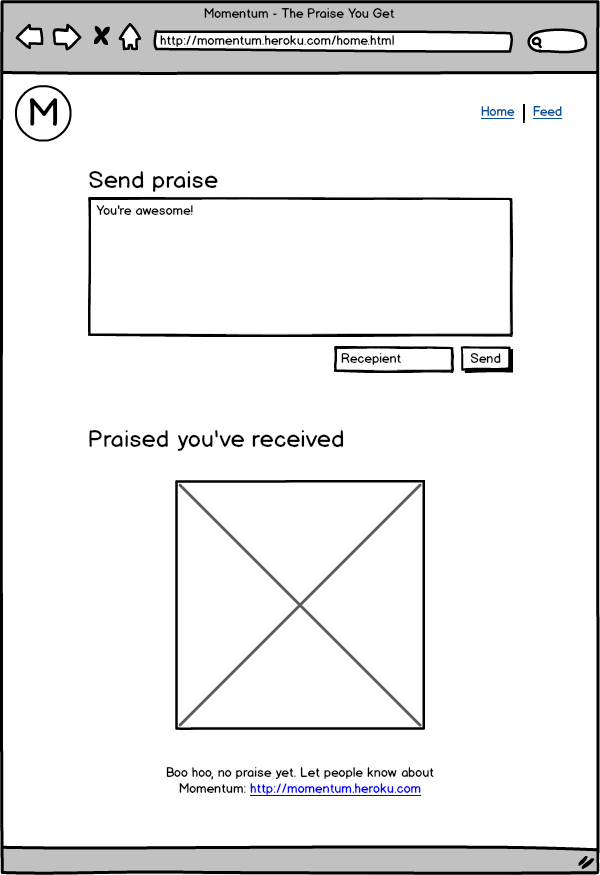 Momentum - The Praise You Get
http://momentum.heroku.com/home.html
M
Home | Feed
Send praise
You're awesome!
Recepient
Send
Praised you've received
Boo hoo, no praise yet. Let people know about
Momentum: http://momentum.heroku.com